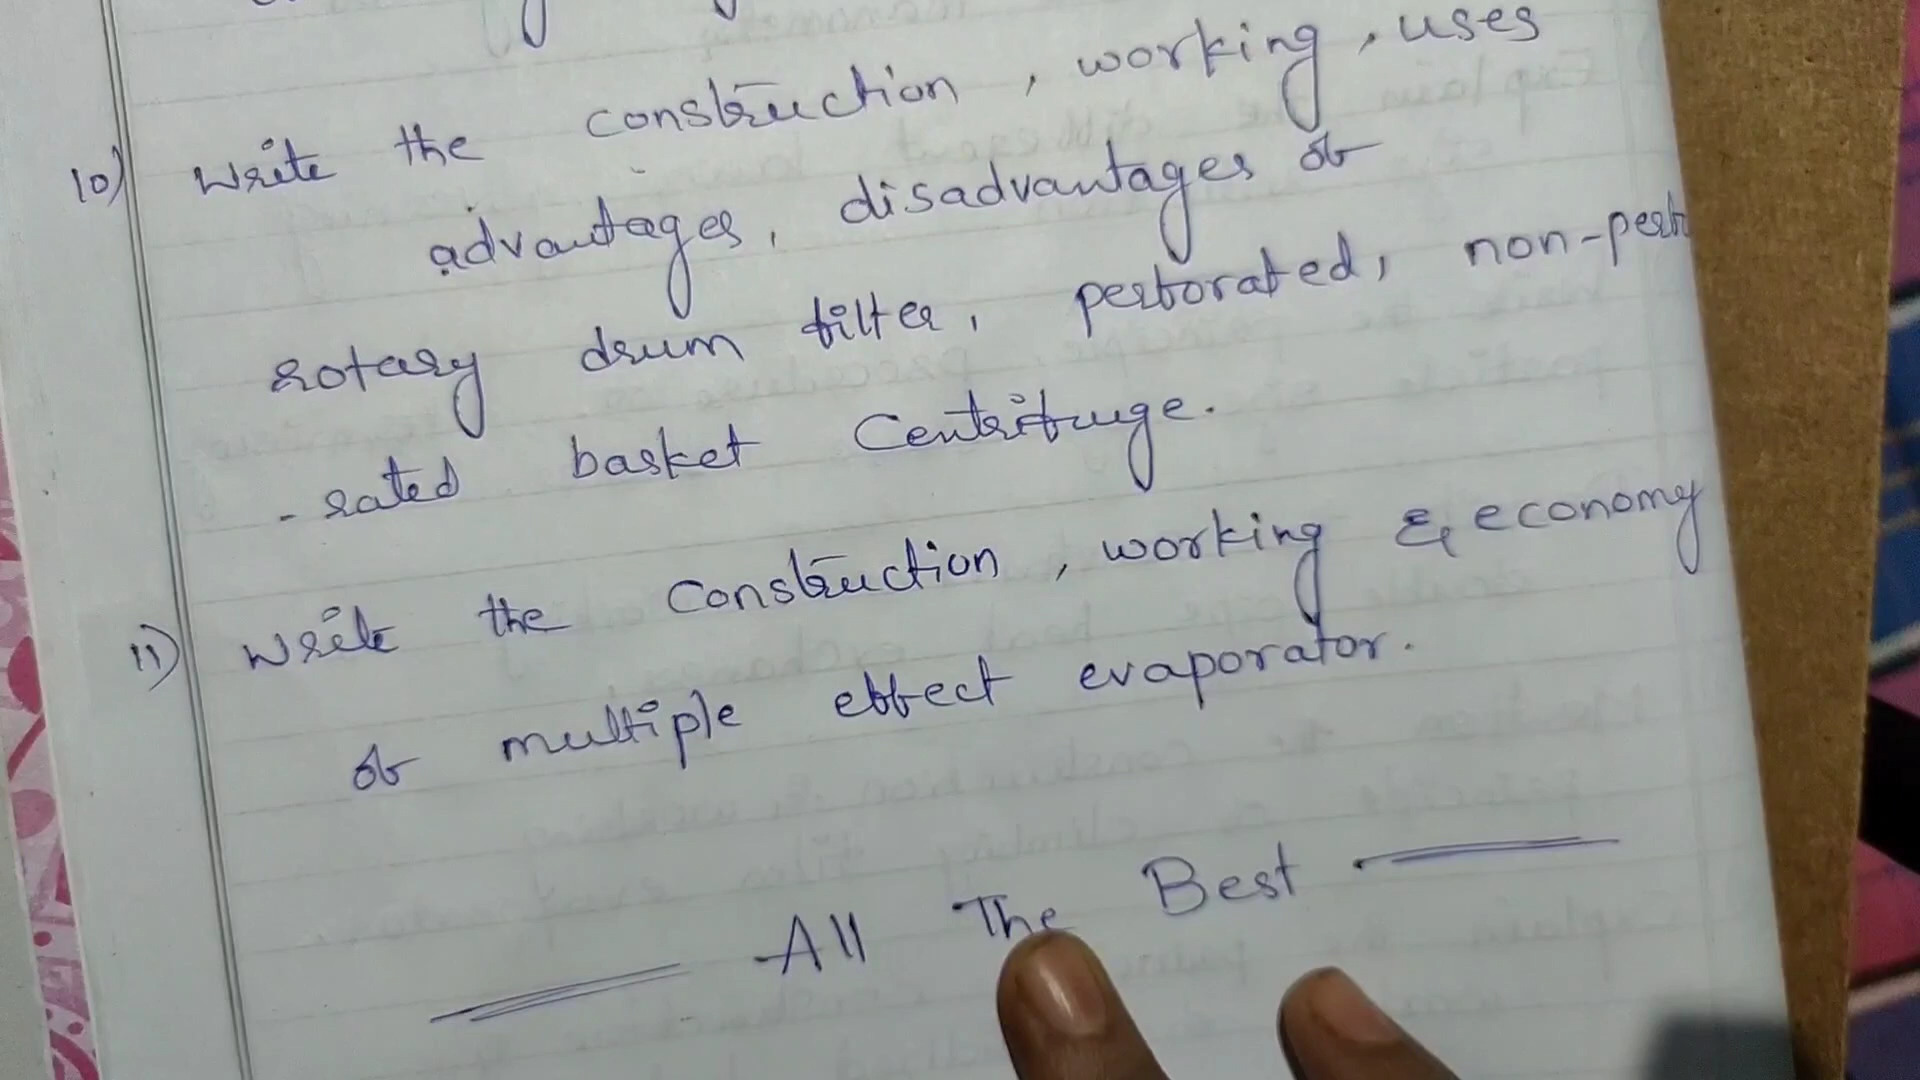 10) Write the construction, working, uses
advantages, disadvantages of
rotary drum filter, perforated, non-perfo
-rated basket Centrifuge.
11) Write the Construction, working & economy
of multiple effect evaporator.
All The Best